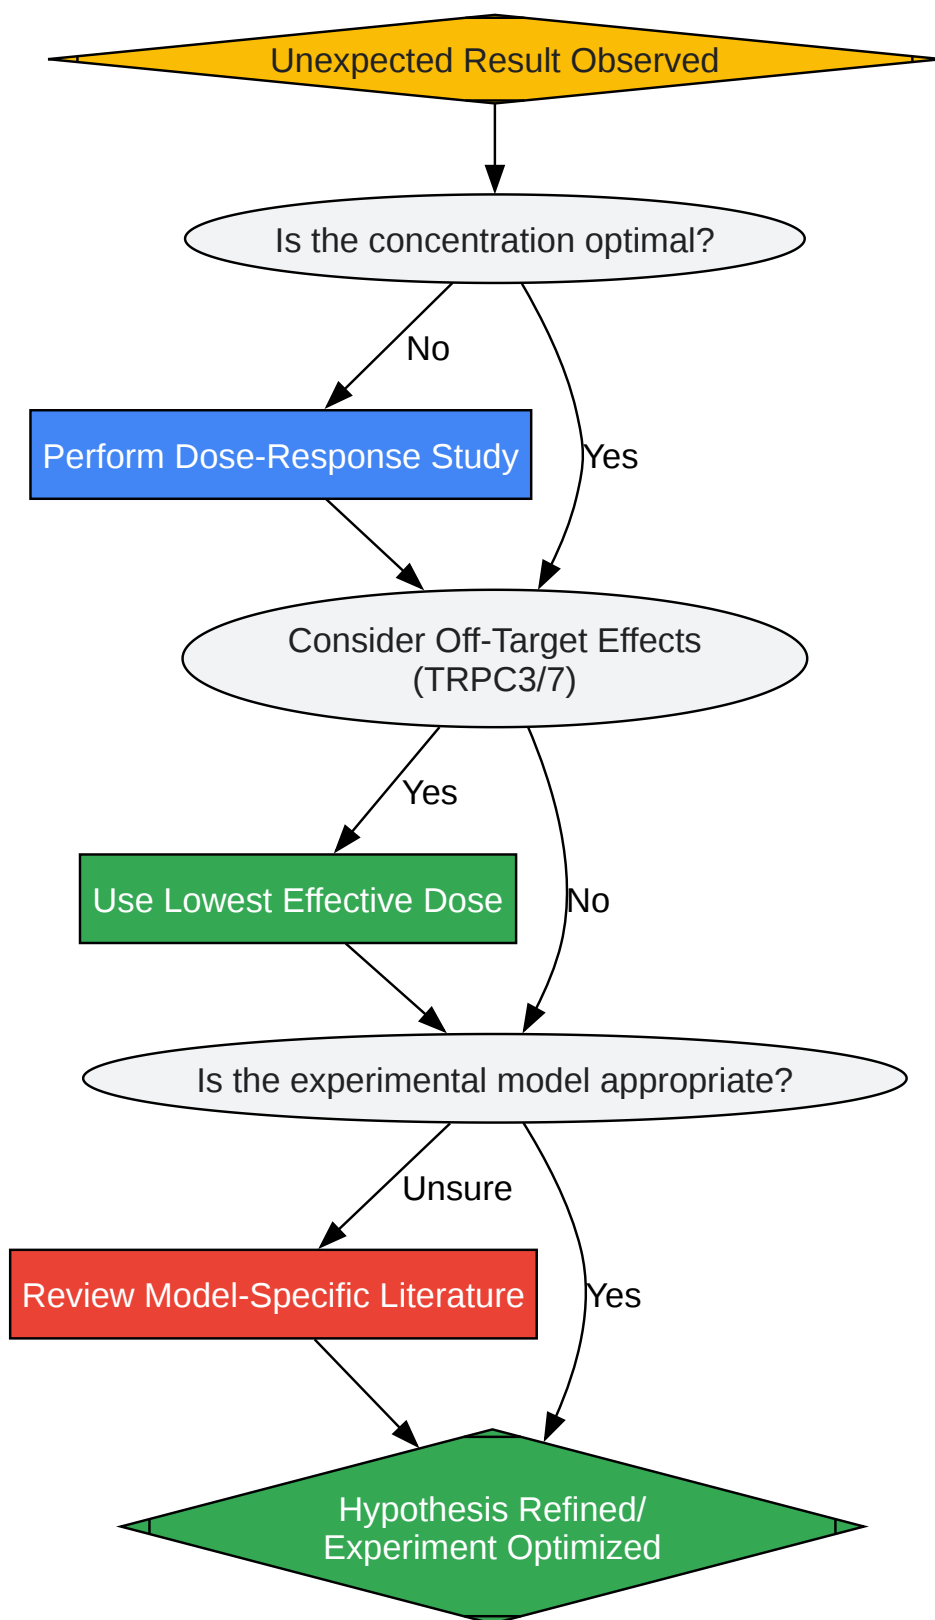 Unexpected Result Observed
Is the concentration optimal?
No
Perform Dose-Response Study
Yes
Consider Off-Target Effects
(TRPC3/7)
Yes
Use Lowest Effective Dose
No
Is the experimental model appropriate?
Unsure
Review Model-Specific Literature
Yes
Hypothesis Refined/
Experiment Optimized